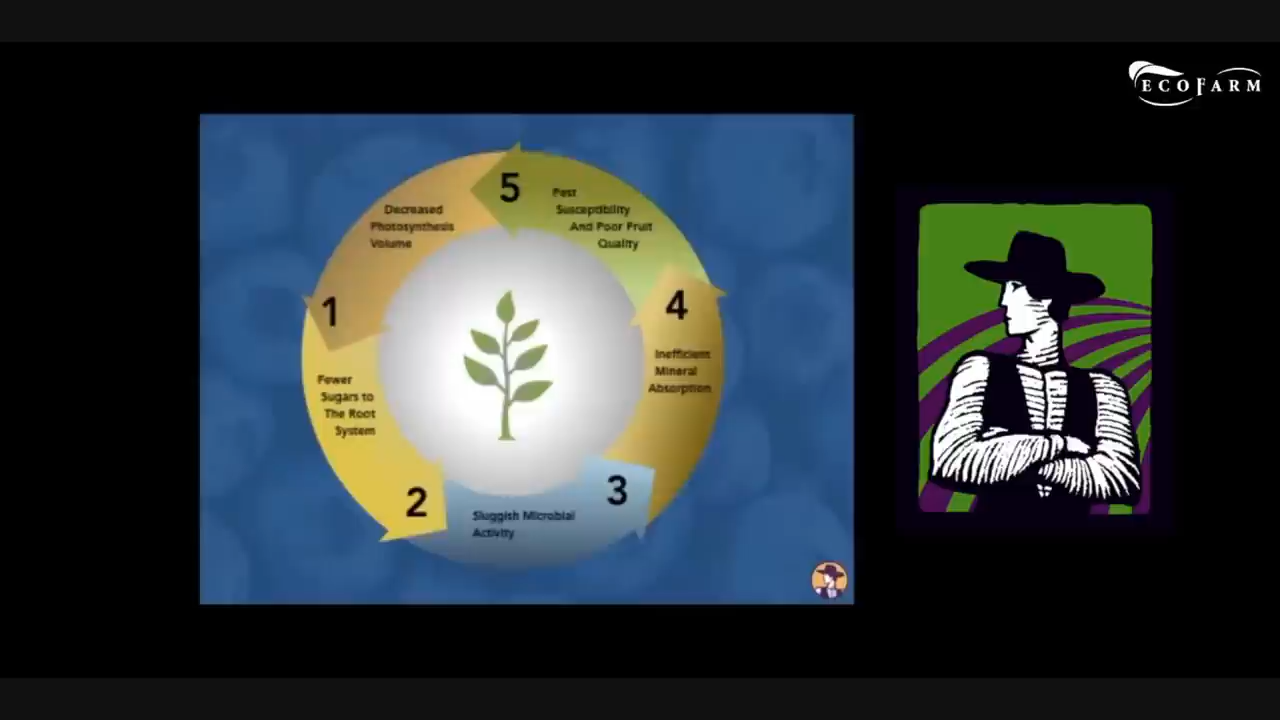 ECOFARM
5
Pest
Susceptibility
And Poor Fruit
Quality
Decreased
Photosynthesis
Volume
1
4
Inefficient
Mineral
Absorption
Fewer
Sugars to
The Root
System
2
3
Sluggish Microbial
Activity